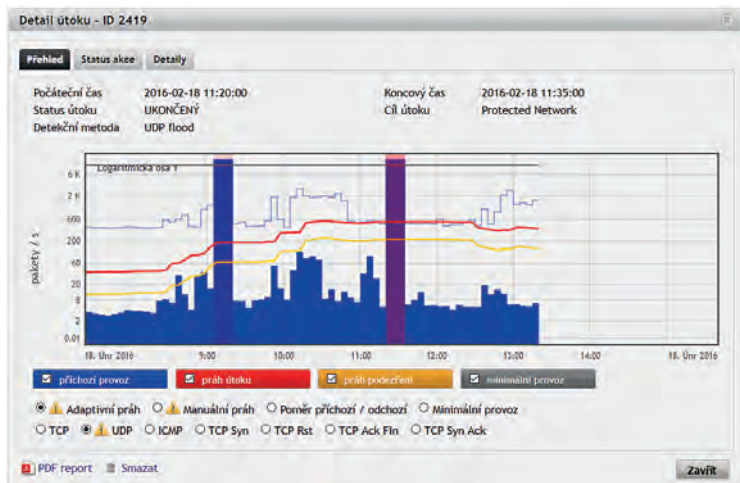 Detail útoku - ID 2419
Přehled Status akce Detaily
Počáteční čas 2016-02-18 11:20:00 Koncový čas 2016-02-18 11:35:00
Status útoku UKONČENÝ Cíl útoku Protected Network
Detekční metoda UDP flood
Logaritmická osa Y
pakety / s
6 K
2 K
600
200
60
20
8
2
0.01
18. Únr 2016 9:00 10:00 11:00 12:00 13:00 14:00 18. Únr 2016
příchozí provoz práh útoku práh podezření minimální provoz
Adaptivní práh Manuální práh Poměr příchozí / odchozí Minimální provoz
TCP UDP ICMP TCP Syn TCP Rst TCP Ack Fin TCP Syn Ack
PDF report Smazat Zavřít